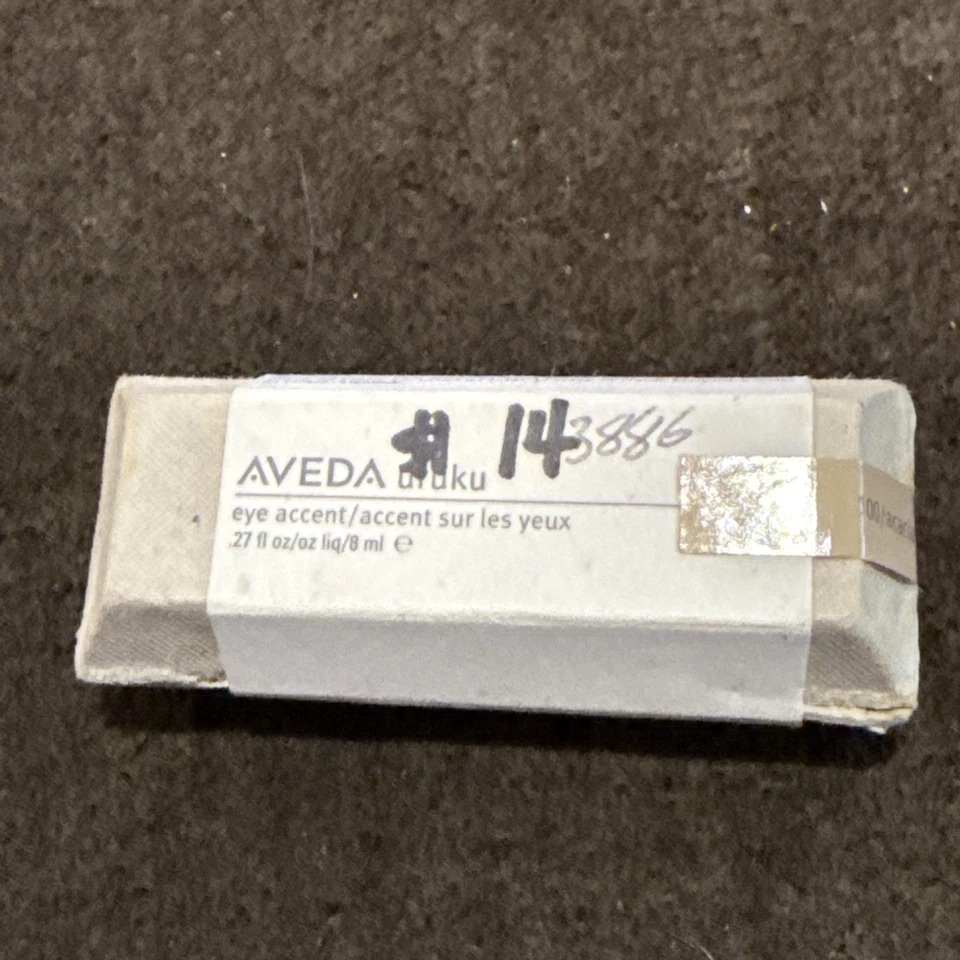 # 14 3886
AVEDA uruku
eye accent/accent sur les yeux
.27 fl oz/oz liq/8 ml ℮